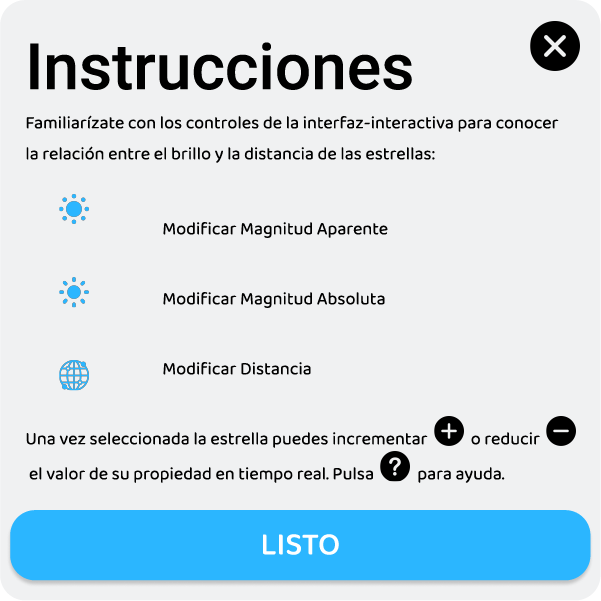 Instrucciones
Familiarízate con los controles de la interfaz-interactiva para conocer
la relación entre el brillo y la distancia de las estrellas:
Modificar Magnitud Aparente
Modificar Magnitud Absoluta
Modificar Distancia
Una vez seleccionada la estrella puedes incrementar + o reducir −
el valor de su propiedad en tiempo real. Pulsa ? para ayuda.
LISTO